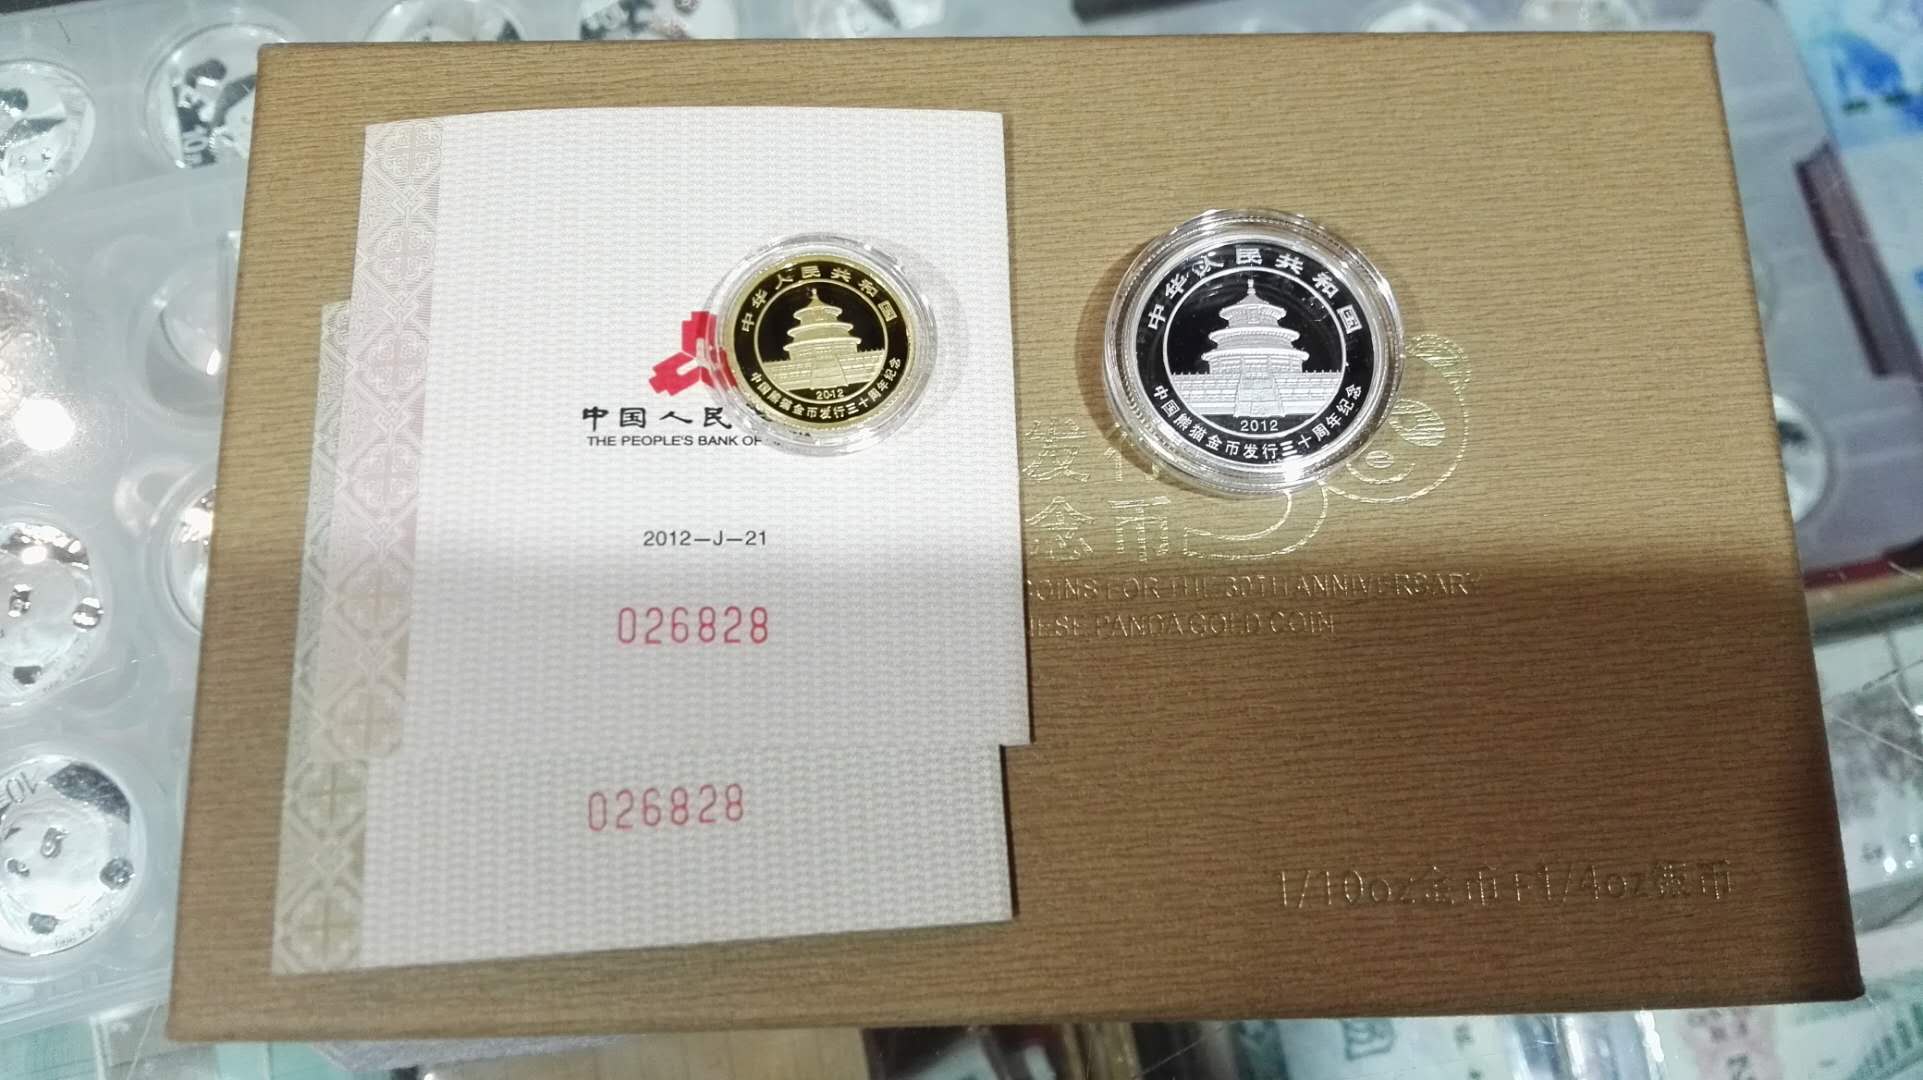 中华人民共和国
2012
中国熊猫金币发行三十周年纪念
中国人民
THE PEOPLE'S BANK OF
2012-J-21
026828
026828
中华人民共和国
2012
中国熊猫金币发行三十周年纪念
发行
念币
COINS FOR THE 30TH ANNIVERSARY
PANDA GOLD COIN
1/10oz金币+1/4oz银币